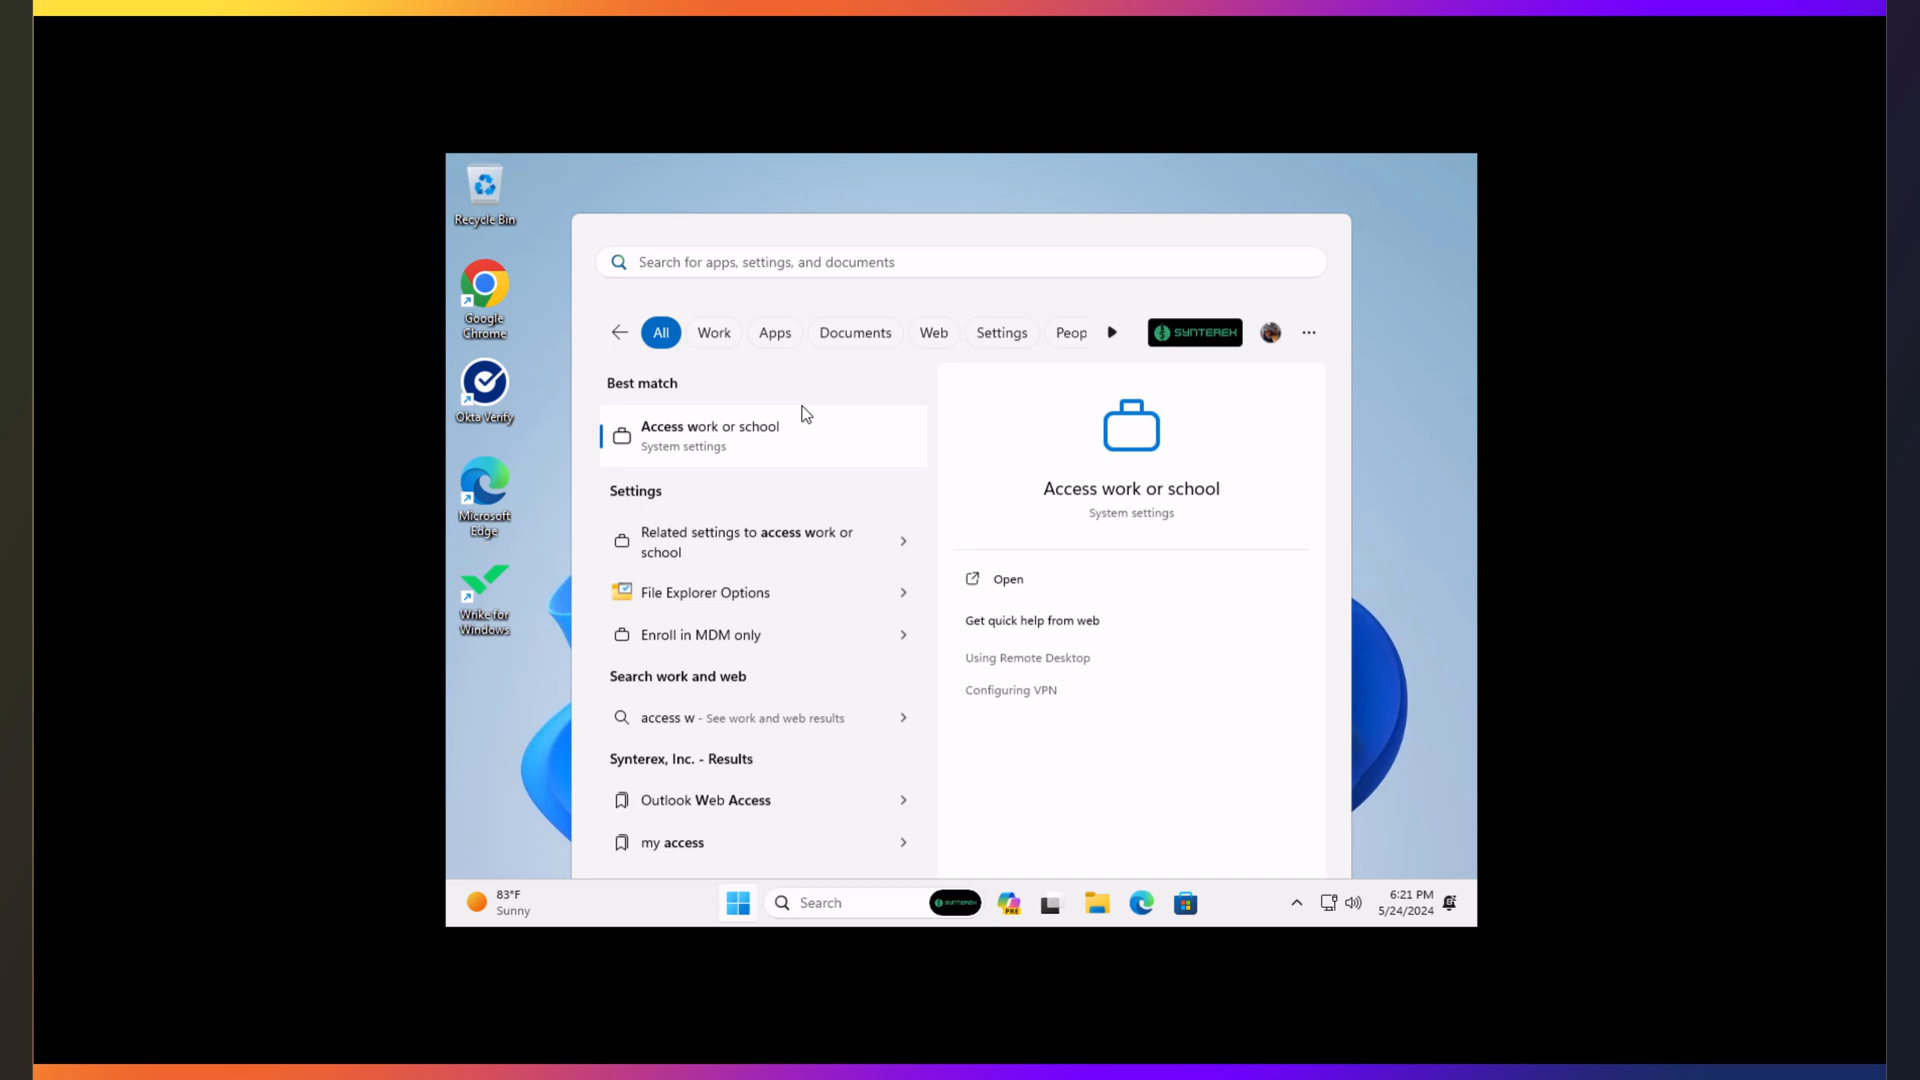 Recycle Bin
Google
Chrome
Okta Verify
Microsoft
Edge
Wrike for
Windows
Search for apps, settings, and documents
All
Work
Apps
Documents
Web
Settings
Peop
SYNTEREX
Best match
Access work or school
System settings
Settings
Related settings to access work or
school
File Explorer Options
Enroll in MDM only
Search work and web
access w - See work and web results
Synterex, Inc. - Results
Outlook Web Access
my access
Access work or school
System settings
Open
Get quick help from web
Using Remote Desktop
Configuring VPN
83°F
Sunny
Search
SYNTEREX
PRE
6:21 PM
5/24/2024